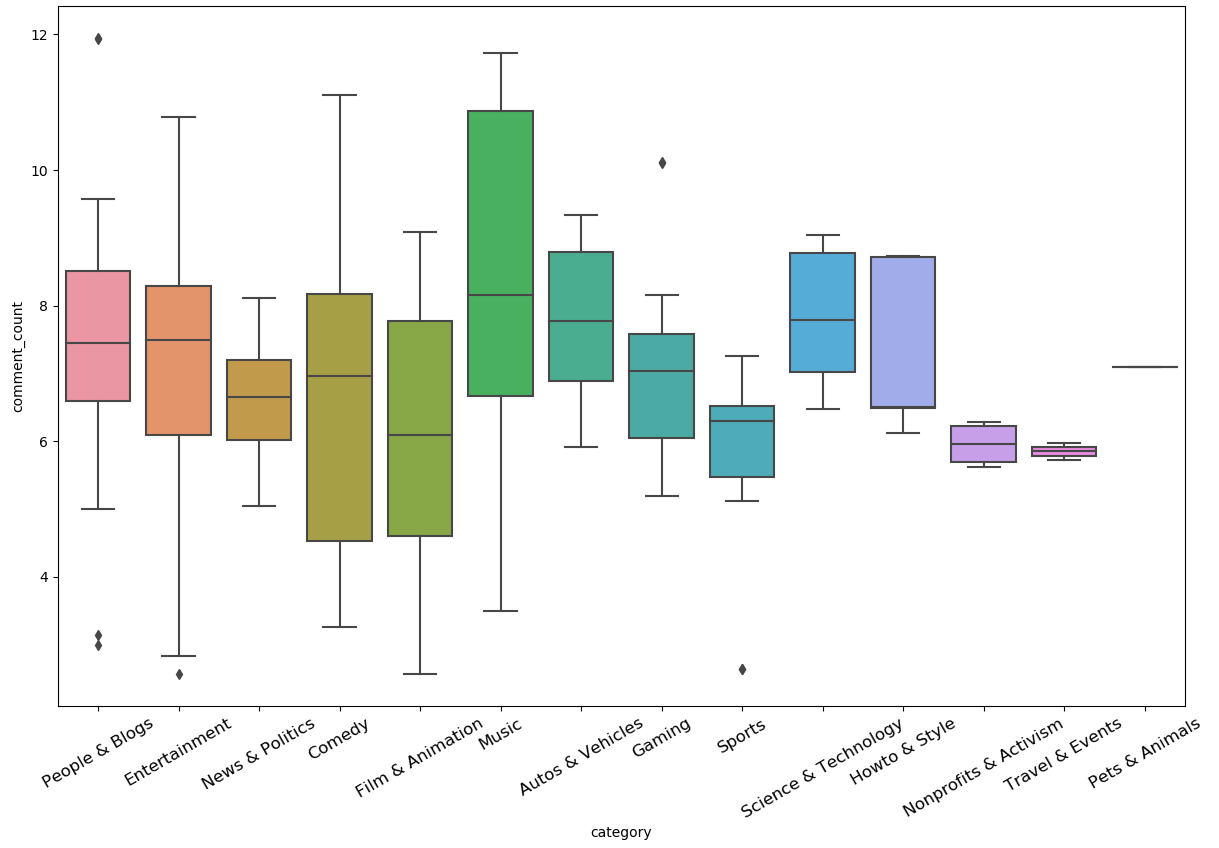 12
10
8
6
4
comment_count
People & Blogs
Entertainment
News & Politics
Comedy
Film & Animation
Music
Autos & Vehicles
Gaming
Sports
Science & Technology
Howto & Style
Nonprofits & Activism
Travel & Events
Pets & Animals
category